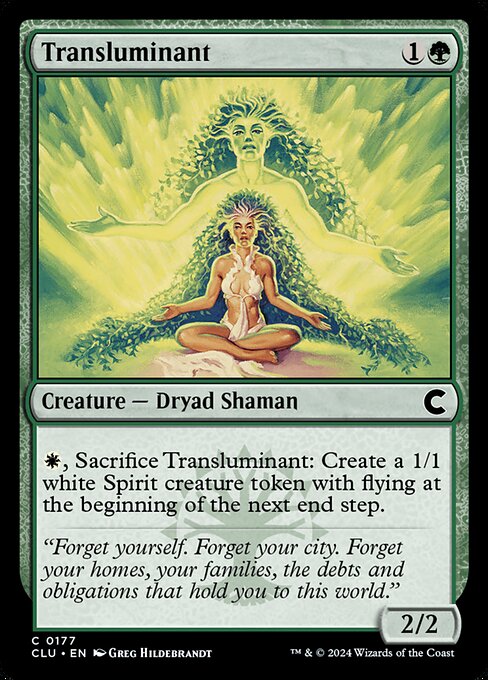 Transluminant 1
Creature — Dryad Shaman
, Sacrifice Transluminant: Create a 1/1
white Spirit creature token with flying at
the beginning of the next end step.
“Forget yourself. Forget your city. Forget
your homes, your families, the debts and
obligations that hold you to this world.”
2/2
C 0177
CLU • EN Greg Hildebrandt
™ & © 2024 Wizards of the Coast